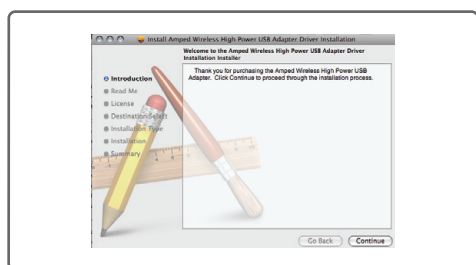 Install Amped Wireless High Power USB Adapter Driver Installation
Welcome to the Amped Wireless High Power USB Adapter Driver
Installation Installer
Introduction
Read Me
License
Destination Select
Installation Type
Installation
Summary
Thank you for purchasing the Amped Wireless High Power USB
Adapter. Click Continue to proceed through the installation process.
Go Back
Continue